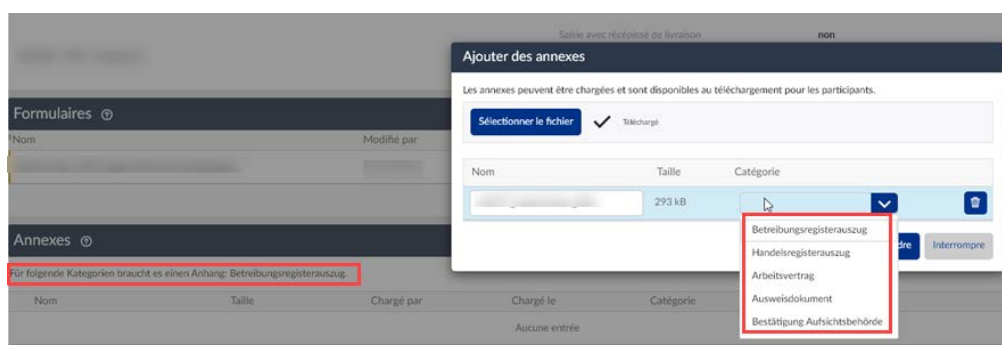 Saisie avec récépissé de livraison non
Ajouter des annexes
Les annexes peuvent être chargées et sont disponibles au téléchargement pour les participants.
Formulaires
Sélectionner le fichier Téléchargé
*Nom Modifié par
Nom Taille Catégorie
293 kB
Betreibungsregisterauszug
Annexes
dre Interrompre
Handelsregisterauszug
Für folgende Kategorien braucht es einen Anhang: Betreibungsregisterauszug.
Arbeitsvertrag
Nom Taille Chargé par Chargé le Catégorie
Ausweisdokument
Aucune entrée
Bestätigung Aufsichtsbehörde